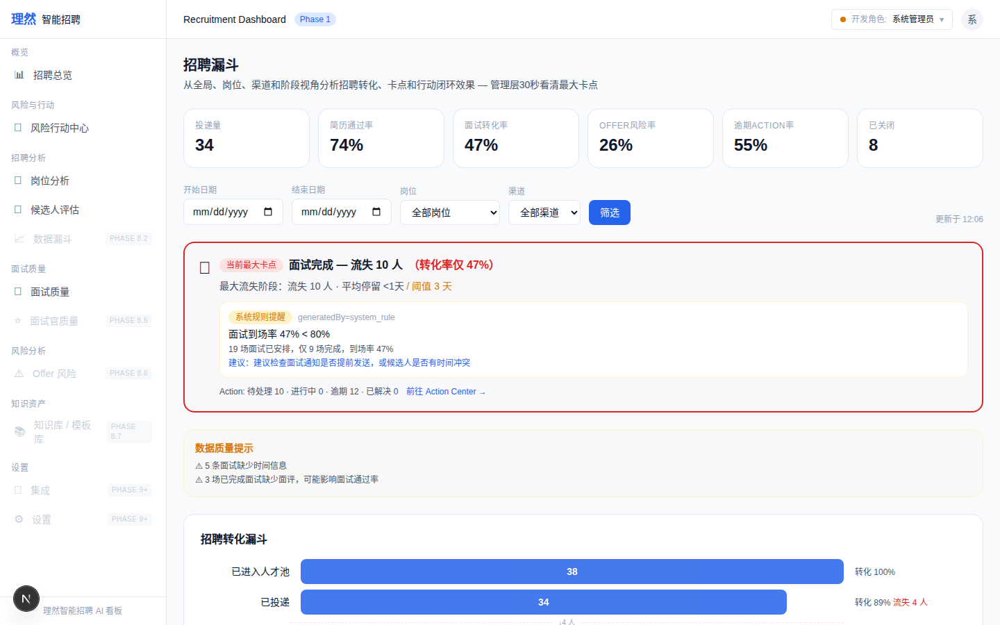 理然 智能招聘
Recruitment Dashboard Phase 1
开发角色: 系统管理员 ▾
系
概览
招聘总览
风险与行动
风险行动中心
招聘分析
岗位分析
候选人评估
数据漏斗 PHASE 8.2
面试质量
面试质量
面试官质量 PHASE 8.5
风险分析
Offer 风险 PHASE 8.6
知识资产
知识库 / 模板
库
PHASE
8.7
设置
集成 PHASE 9+
设置 PHASE 9+
理然智能招聘 AI 看板
招聘漏斗
从全局、岗位、渠道和阶段视角分析招聘转化、卡点和行动闭环效果 — 管理层30秒看清最大卡点
投递量
34
简历通过率
74%
面试转化率
47%
OFFER风险率
26%
逾期ACTION率
55%
已关闭
8
开始日期
mm/dd/yyyy
结束日期
mm/dd/yyyy
岗位
全部岗位
渠道
全部渠道
筛选
更新于 12:06
当前最大卡点 面试完成 — 流失 10 人 （转化率仅 47%）
最大流失阶段：流失 10 人 · 平均停留 <1天 / 阈值 3 天
系统规则提醒 generatedBy=system_rule
面试到场率 47% < 80%
19 场面试已安排，仅 9 场完成，到场率 47%
建议：建议检查面试通知是否提前发送，或候选人是否有时间冲突
Action: 待处理 10 · 进行中 0 · 逾期 12 · 已解决 0 前往 Action Center →
数据质量提示
⚠ 5 条面试缺少时间信息
⚠ 3 场已完成面试缺少面评，可能影响面试通过率
招聘转化漏斗
已进入人才池 38 转化 100%
已投递 34 转化 89% 流失 4 人
↓4 人